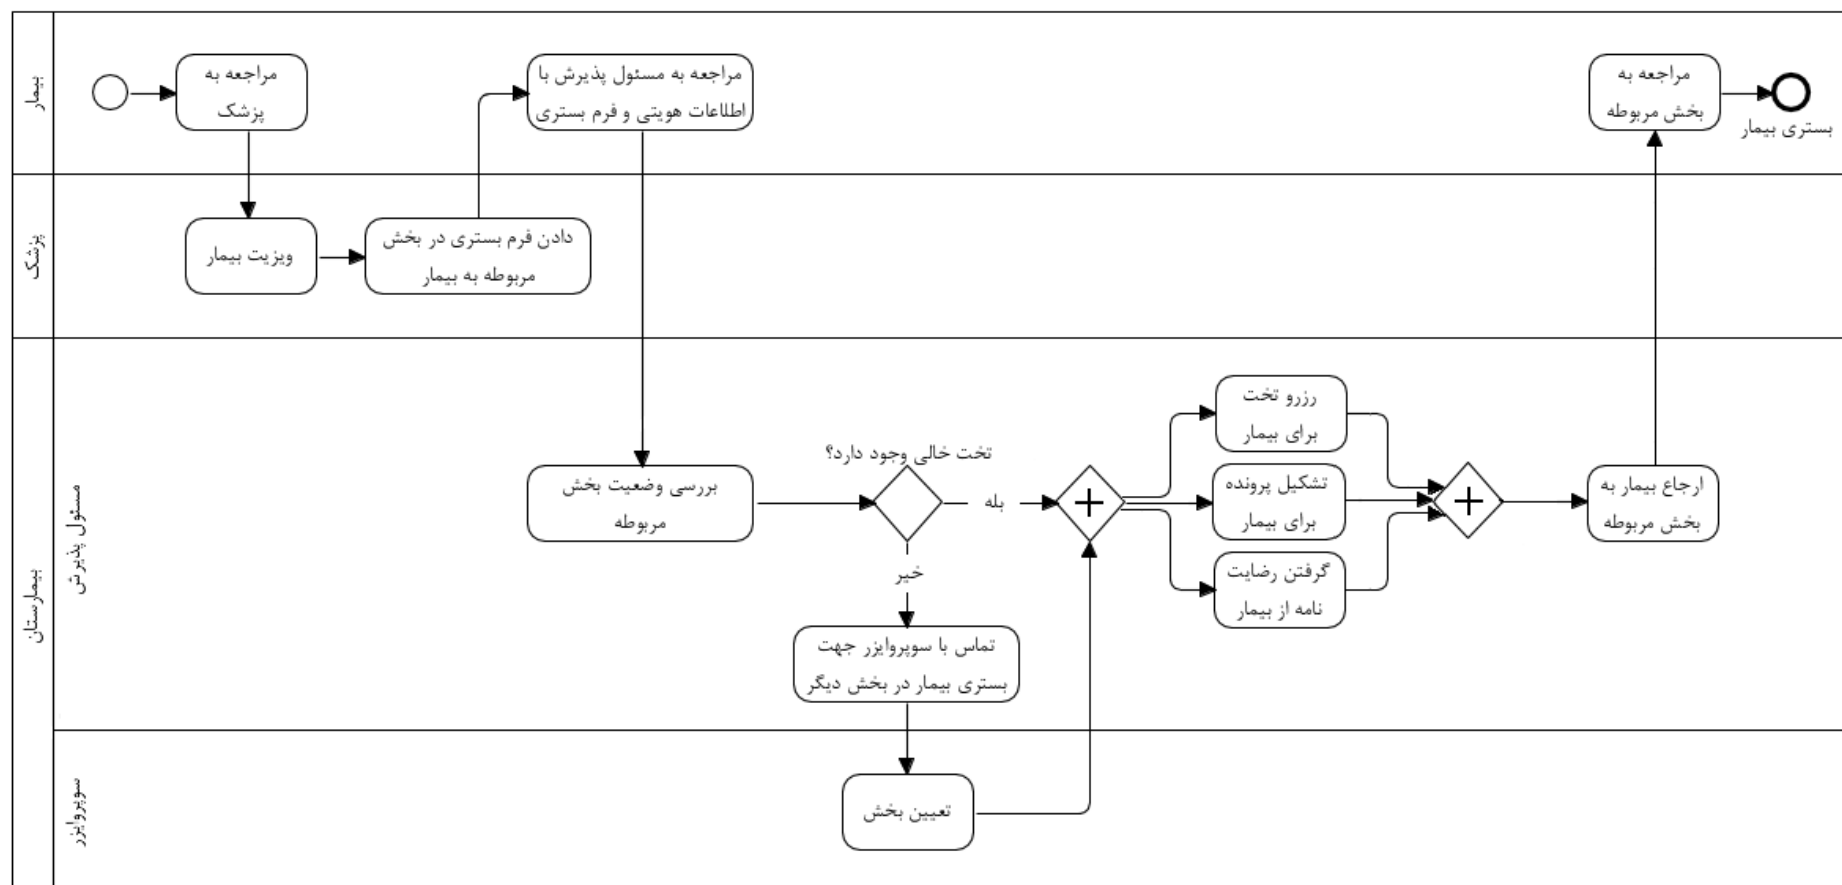 بیمار
مراجعه به
پزشک
مراجعه به مسئول پذیرش با
اطلاعات هویتی و فرم بستری
مراجعه به
بخش مربوطه
بستری بیمار
پزشک
ویزیت بیمار
دادن فرم بستری در بخش
مربوطه به بیمار
بیمارستان
مسئول پذیرش
بررسی وضعیت بخش
مربوطه
تخت خالی وجود دارد؟
بله
خیر
تماس با سوپروایزر جهت
بستری بیمار در بخش دیگر
رزرو تخت
برای بیمار
تشکیل پرونده
برای بیمار
گرفتن رضایت
نامه از بیمار
ارجاع بیمار به
بخش مربوطه
سوپروایزر
تعیین بخش